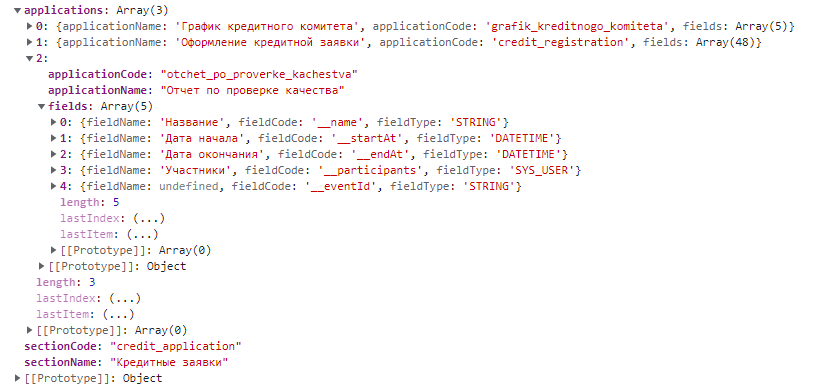 applications: Array(3)
0: {applicationName: 'График кредитного комитета', applicationCode: 'grafik_kreditnogo_komiteta', fields: Array(5)}
1: {applicationName: 'Оформление кредитной заявки', applicationCode: 'credit_registration', fields: Array(48)}
2:
applicationCode: "otchet_po_proverke_kachestva"
applicationName: "Отчет по проверке качества"
fields: Array(5)
0: {fieldName: 'Название', fieldCode: '__name', fieldType: 'STRING'}
1: {fieldName: 'Дата начала', fieldCode: '__startAt', fieldType: 'DATETIME'}
2: {fieldName: 'Дата окончания', fieldCode: '__endAt', fieldType: 'DATETIME'}
3: {fieldName: 'Участники', fieldCode: '__participants', fieldType: 'SYS_USER'}
4: {fieldName: undefined, fieldCode: '__eventId', fieldType: 'STRING'}
length: 5
lastIndex: (...)
lastItem: (...)
[[Prototype]]: Array(0)
[[Prototype]]: Object
length: 3
lastIndex: (...)
lastItem: (...)
[[Prototype]]: Array(0)
sectionCode: "credit_application"
sectionName: "Кредитные заявки"
[[Prototype]]: Object